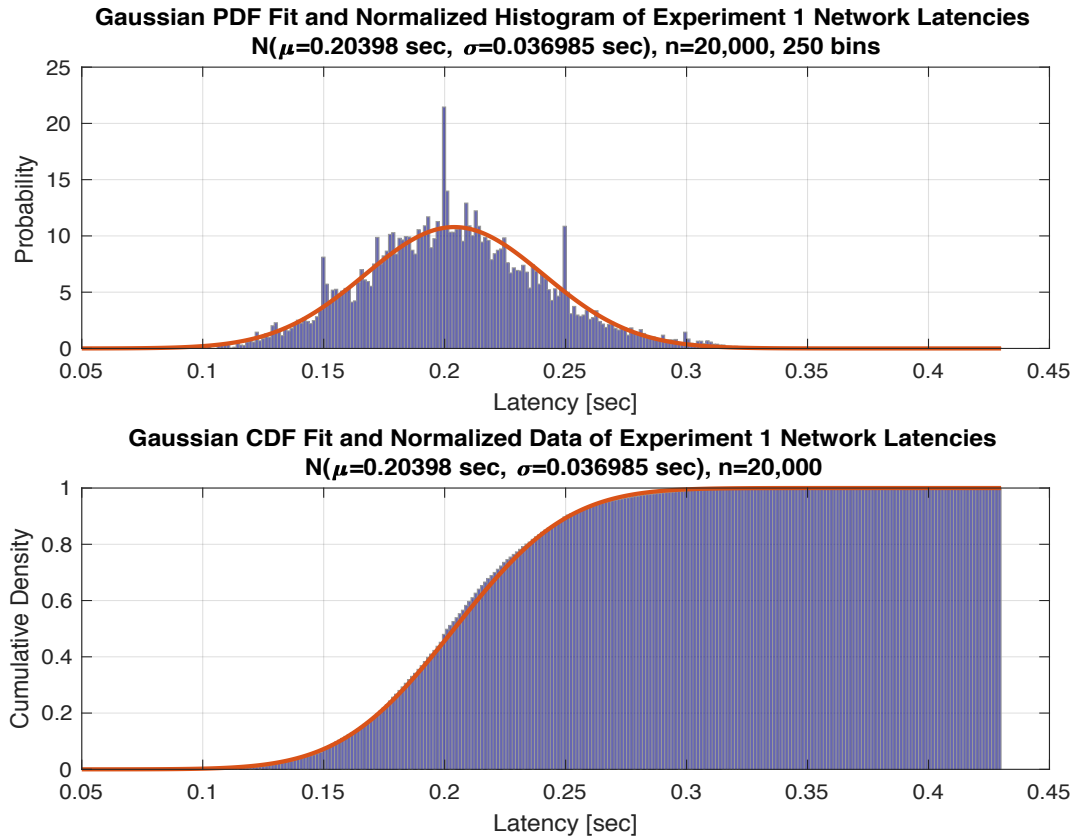 Gaussian PDF Fit and Normalized Histogram of Experiment 1 Network Latencies
N(μ=0.20398 sec, σ=0.036985 sec), n=20,000, 250 bins
25
20
15
10
5
0
Probability
0.05 0.1 0.15 0.2 0.25 0.3 0.35 0.4 0.45
Latency [sec]
Gaussian CDF Fit and Normalized Data of Experiment 1 Network Latencies
N(μ=0.20398 sec, σ=0.036985 sec), n=20,000
1
0.8
0.6
0.4
0.2
0
Cumulative Density
0.05 0.1 0.15 0.2 0.25 0.3 0.35 0.4 0.45
Latency [sec]